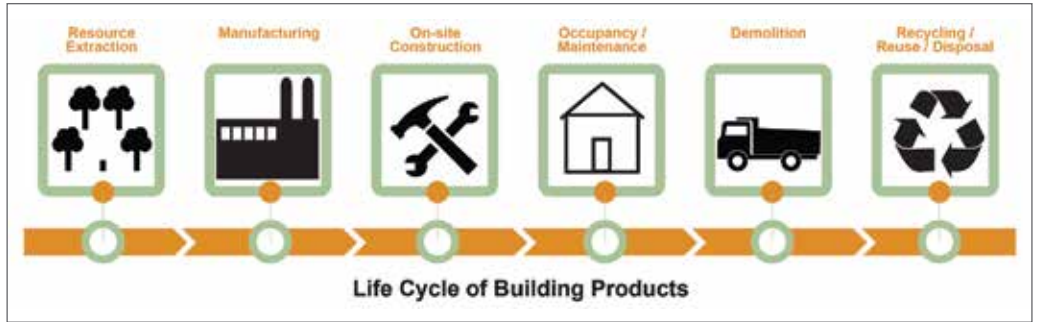 Resource
Extraction
Manufacturing
On-site
Construction
Occupancy /
Maintenance
Demolition
Recycling /
Reuse / Disposal
Life Cycle of Building Products